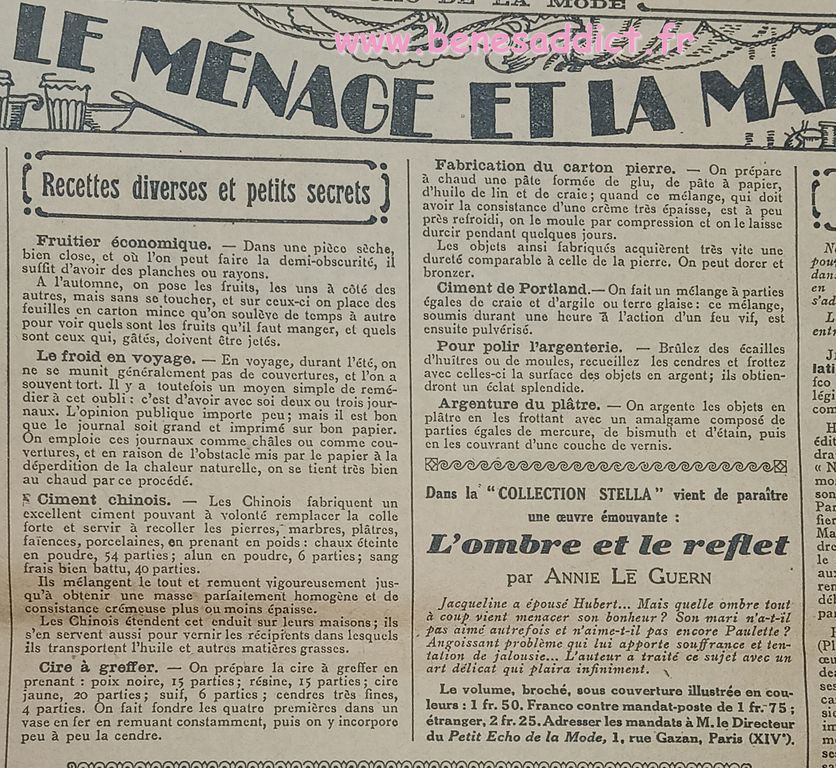 DE LA MODE
www.benesaddict.fr
LE MÉNAGE ET LA MAI
Recettes diverses et petits secrets
Fruitier économique. — Dans une pièce sèche,
bien close, et où l'on peut faire la demi-obscurité, il
suffit d'avoir des planches ou rayons.
A l'automne, on pose les fruits, les uns à côté des
autres, mais sans se toucher, et sur ceux-ci on place des
feuilles en carton mince qu'on soulève de temps à autre
pour voir quels sont les fruits qu'il faut manger, et quels
sont ceux qui, gâtés, doivent être jetés.
Le froid en voyage. — En voyage, durant l'été, on
ne se munit généralement pas de couvertures, et l'on a
souvent tort. Il y a toutefois un moyen simple de remé-
dier à cet oubli : c'est d'avoir avec soi deux ou trois jour-
naux. L'opinion publique importe peu ; mais il est bon
que le journal soit grand et imprimé sur bon papier.
On emploie ces journaux comme châles ou comme cou-
vertures, et en raison de l'obstacle mis par le papier à la
déperdition de la chaleur naturelle, on se tient très bien
au chaud par ce procédé.
Ciment chinois. — Les Chinois fabriquent un
excellent ciment pouvant à volonté remplacer la colle
forte et servir à recoller les pierres, marbres, plâtres,
faïences, porcelaines, en prenant en poids : chaux éteinte
en poudre, 54 parties ; alun en poudre, 6 parties ; sang
frais bien battu, 40 parties.
Ils mélangent le tout et remuent vigoureusement jus-
qu'à obtenir une masse parfaitement homogène et de
consistance crémeuse plus ou moins épaisse.
Les Chinois étendent cet enduit sur leurs maisons ; ils
s'en servent aussi pour vernir les récipients dans lesquels
ils transportent l'huile et autres matières grasses.
Cire à greffer. — On prépare la cire à greffer en
prenant : poix noire, 15 parties ; résine, 15 parties ; cire
jaune, 20 parties ; suif, 6 parties ; cendres très fines,
4 parties. On fait fondre les quatre premières dans un
vase en fer en remuant constamment, puis on y incorpore
peu à peu la cendre.
Fabrication du carton pierre. — On prépare
à chaud une pâte formée de glu, de pâte à papier,
d'huile de lin et de craie ; quand ce mélange, qui doit
avoir la consistance d'une crème très épaisse, est à peu
près refroidi, on le moule par compression et on le laisse
durcir pendant quelques jours.
Les objets ainsi fabriqués acquièrent très vite une
dureté comparable à celle de la pierre. On peut dorer et
bronzer.
Ciment de Portland. — On fait un mélange à parties
égales de craie et d'argile ou terre glaise : ce mélange,
soumis durant une heure à l'action d'un feu vif, est
ensuite pulvérisé.
Pour polir l'argenterie. — Brûlez des écailles
d'huîtres ou de moules, recueillez les cendres et frottez
avec celles-ci la surface des objets en argent ; ils obtien-
dront un éclat splendide.
Argenture du plâtre. — On argente les objets en
plâtre en les frottant avec un amalgame composé de
parties égales de mercure, de bismuth et d'étain, puis
en les couvrant d'une couche de vernis.
Dans la "COLLECTION STELLA" vient de paraître
une œuvre émouvante :
L'ombre et le reflet
par ANNIE LE GUERN
Jacqueline a épousé Hubert... Mais quelle ombre tout
à coup vient menacer son bonheur ? Son mari n'a-t-il
pas aimé autrefois et n'aime-t-il pas encore Paulette ?
Angoissant problème qui lui apporte souffrance et ten-
tation de jalousie... L'auteur a traité ce sujet avec un
art délicat qui plaira infiniment.
Le volume, broché, sous couverture illustrée en cou-
leurs : 1 fr. 50. Franco contre mandat-poste de 1 fr. 75 ;
étranger, 2 fr. 25. Adresser les mandats à M. le Directeur
du Petit Echo de la Mode, 1, rue Gazan, Paris (XIVe).